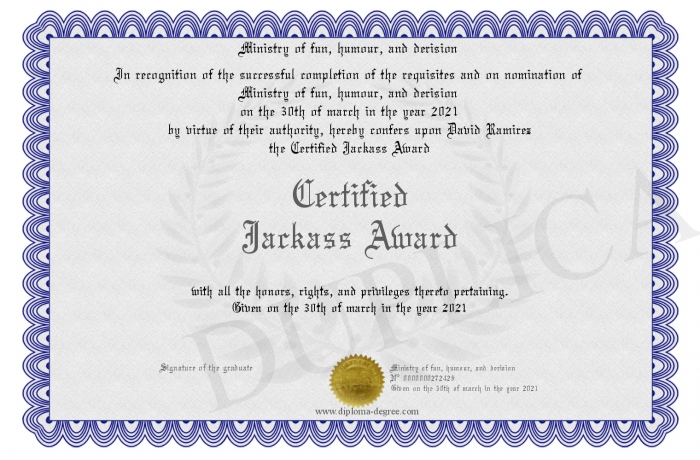 Ministry of fun, humour, and derision
In recognition of the successful completion of the requisites and on nomination of
Ministry of fun, humour, and derision
on the 30th of march in the year 2021
by virtue of their authority, hereby confers upon David Ramirez
the Certified Jackass Award
Certified
Jackass Award
with all the honors, rights, and privileges thereto pertaining.
Given on the 30th of march in the year 2021
DUPLICA
Signature of the graduate
Ministry of fun, humour, and derision
N° 0000000272429
Given on the 30th of march in the year 2021
www.diploma-degree.com